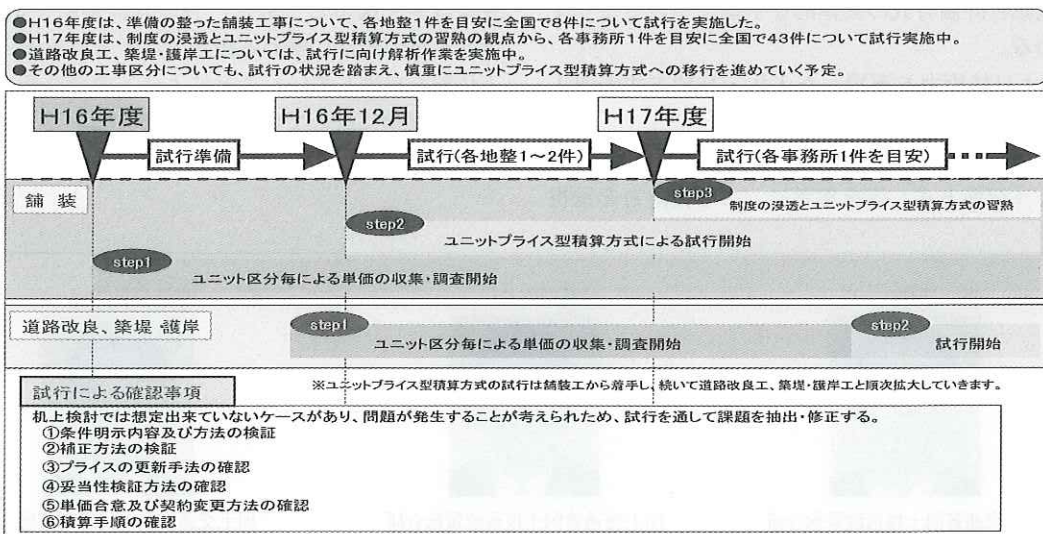 ●H16年度は、準備の整った舗装工事について、各地整1件を目安に全国で8件について試行を実施した。
●H17年度は、制度の浸透とユニットプライス型積算方式の習熟の観点から、各事務所1件を目安に全国で43件について試行実施中。
●道路改良工、築堤・護岸工については、試行に向け解析作業を実施中。
●その他の工事区分についても、試行の状況を踏まえ、慎重にユニットプライス型積算方式への移行を進めていく予定。
H16年度
H16年12月
H17年度
試行準備
試行(各地整1～2件)
試行(各事務所1件を目安)
舗 装
step3
制度の浸透とユニットプライス型積算方式の習熟
step2
ユニットプライス型積算方式による試行開始
step1
ユニット区分毎による単価の収集・調査開始
道路改良、築堤・護岸
step1
ユニット区分毎による単価の収集・調査開始
step2
試行開始
試行による確認事項
※ユニットプライス型積算方式の試行は舗装工から着手し、続いて道路改良工、築堤・護岸工と順次拡大していきます。
机上検討では想定出来ていないケースがあり、問題が発生することが考えられため、試行を通して課題を抽出・修正する。
①条件明示内容及び方法の検証
②補正方法の検証
③プライスの更新手法の確認
④妥当性検証方法の確認
⑤単価合意及び契約変更方法の確認
⑥積算手順の確認